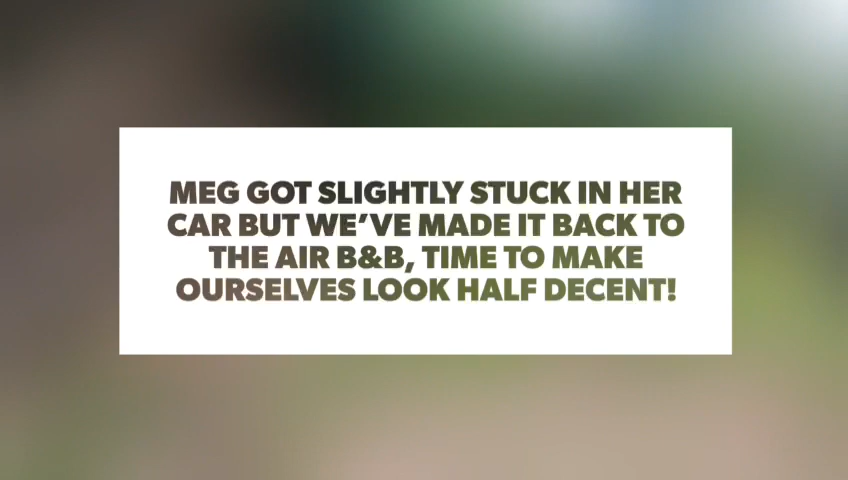 MEG GOT SLIGHTLY STUCK IN HER
CAR BUT WE'VE MADE IT BACK TO
THE AIR B&B, TIME TO MAKE
OURSELVES LOOK HALF DECENT!